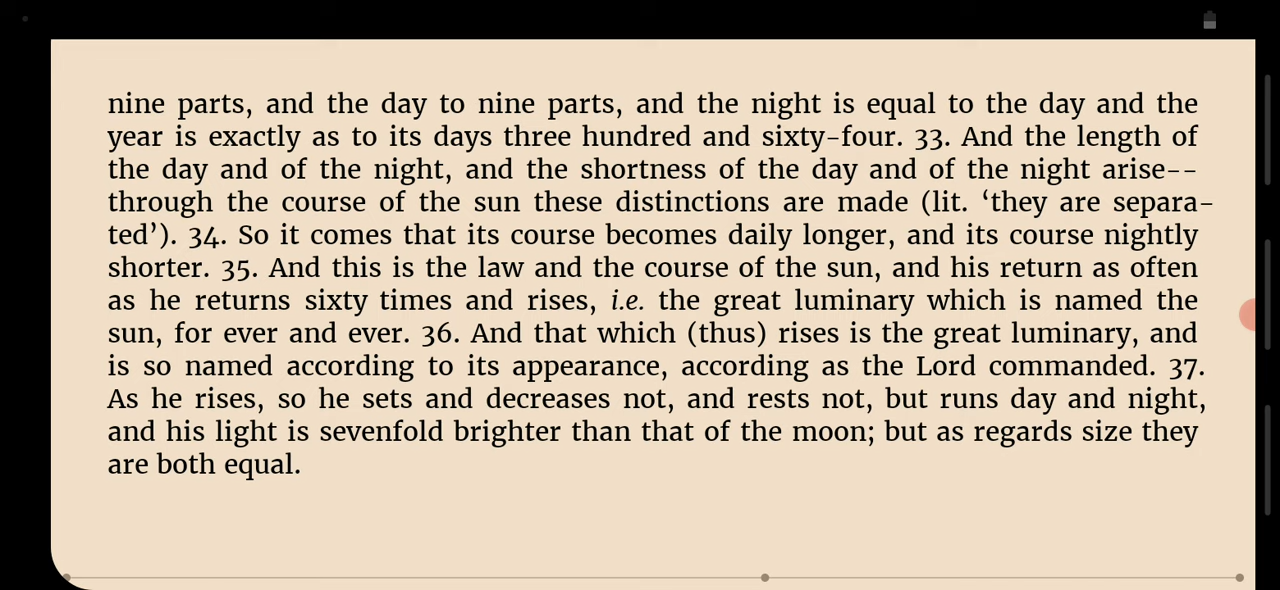 nine parts, and the day to nine parts, and the night is equal to the day and the
year is exactly as to its days three hundred and sixty-four. 33. And the length of
the day and of the night, and the shortness of the day and of the night arise--
through the course of the sun these distinctions are made (lit. ‘they are separa-
ted’). 34. So it comes that its course becomes daily longer, and its course nightly
shorter. 35. And this is the law and the course of the sun, and his return as often
as he returns sixty times and rises, i.e. the great luminary which is named the
sun, for ever and ever. 36. And that which (thus) rises is the great luminary, and
is so named according to its appearance, according as the Lord commanded. 37.
As he rises, so he sets and decreases not, and rests not, but runs day and night,
and his light is sevenfold brighter than that of the moon; but as regards size they
are both equal.